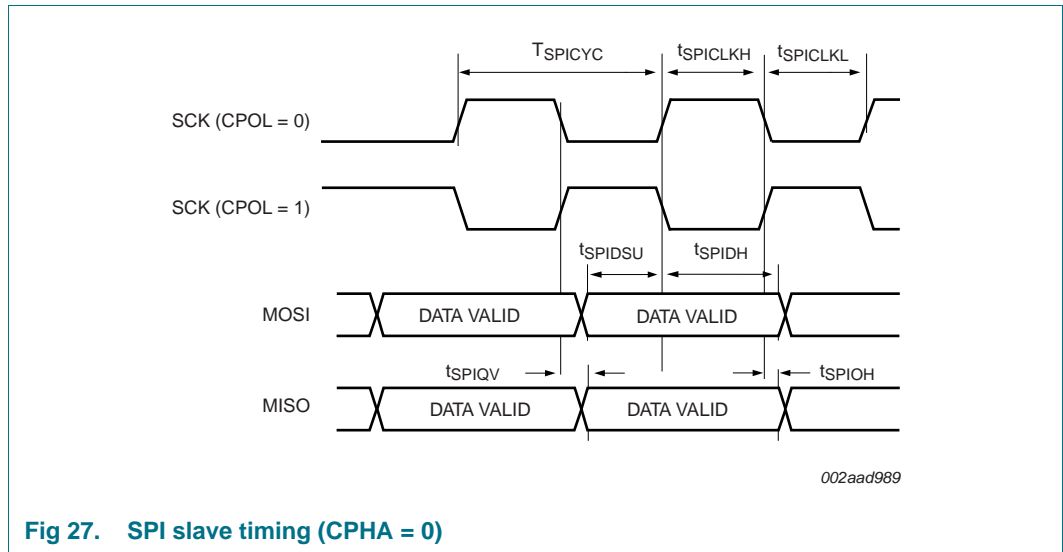 TSPICYC tSPICLKH tSPICLKL
SCK (CPOL = 0)
SCK (CPOL = 1)
tSPIDSU tSPIDH
MOSI DATA VALID DATA VALID
tSPIQV tSPIOH
MISO DATA VALID DATA VALID
002aad989
Fig 27. SPI slave timing (CPHA = 0)